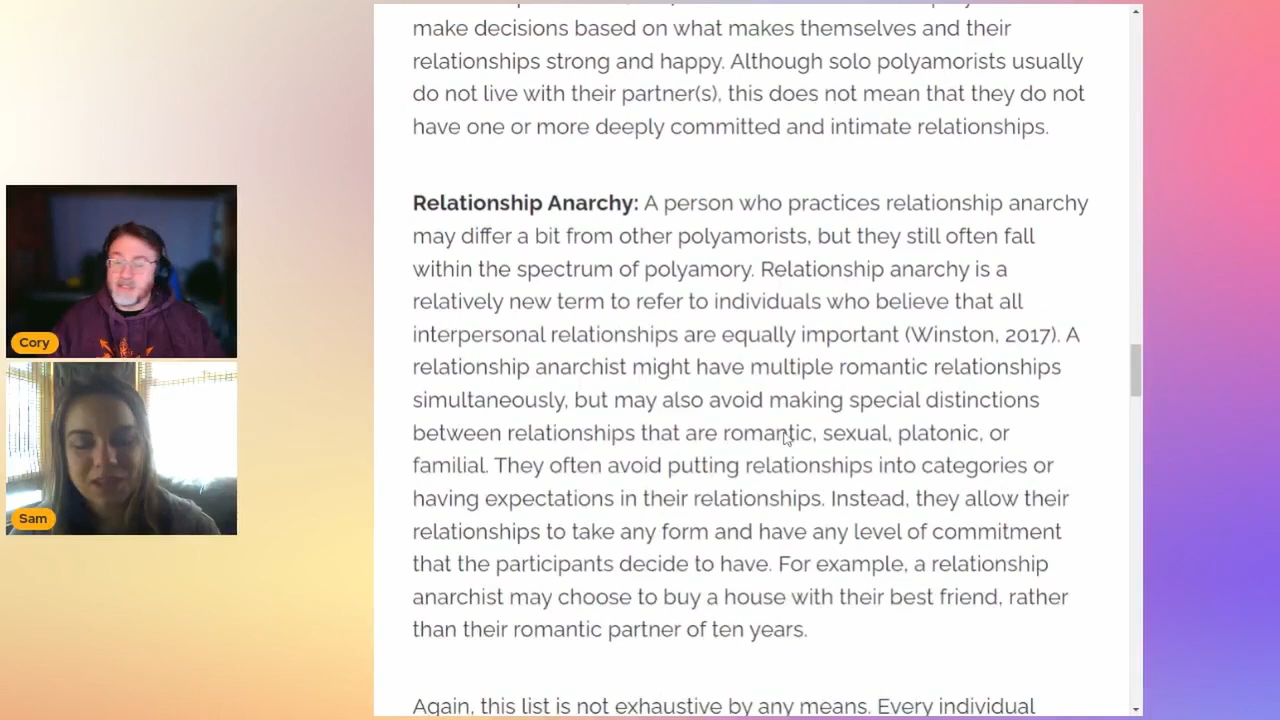 make decisions based on what makes themselves and their
relationships strong and happy. Although solo polyamorists usually
do not live with their partner(s), this does not mean that they do not
have one or more deeply committed and intimate relationships.
Relationship Anarchy: A person who practices relationship anarchy
may differ a bit from other polyamorists, but they still often fall
within the spectrum of polyamory. Relationship anarchy is a
relatively new term to refer to individuals who believe that all
interpersonal relationships are equally important (Winston, 2017). A
relationship anarchist might have multiple romantic relationships
simultaneously, but may also avoid making special distinctions
between relationships that are romantic, sexual, platonic, or
familial. They often avoid putting relationships into categories or
having expectations in their relationships. Instead, they allow their
relationships to take any form and have any level of commitment
that the participants decide to have. For example, a relationship
anarchist may choose to buy a house with their best friend, rather
than their romantic partner of ten years.
Again, this list is not exhaustive by any means. Every individual
Cory
Sam